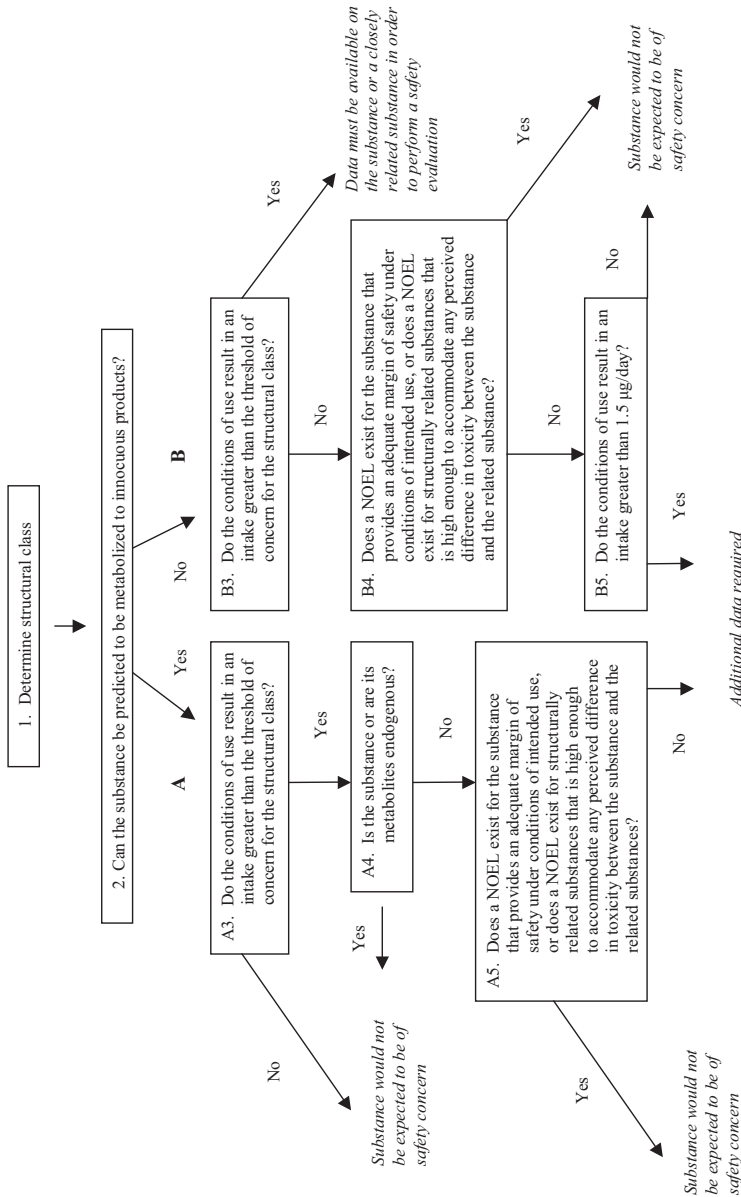 1. Determine structural class
2. Can the substance be predicted to be metabolized to innocuous products?
Yes
No
A
B
A3. Do the conditions of use result in an
intake greater than the threshold of
concern for the structural class?
No
Yes
Substance would not
be expected to be of
safety concern
A4. Is the substance or are its
metabolites endogenous?
Yes
No
A5. Does a NOEL exist for the substance
that provides an adequate margin of
safety under conditions of intended use,
or does a NOEL exist for structurally
related substances that is high enough
to accommodate any perceived difference
in toxicity between the substance and the
related substances?
Yes
No
Substance would not
be expected to be of
safety concern
B3. Do the conditions of use result in an
intake greater than the threshold of
concern for the structural class?
Yes
No
Data must be available on
the substance or a closely
related substance in order
to perform a safety
evaluation
B4. Does a NOEL exist for the substance that
provides an adequate margin of safety under
conditions of intended use, or does a NOEL
exist for structurally related substances that
is high enough to accommodate any perceived
difference in toxicity between the substance
and the related substance?
Yes
No
B5. Do the conditions of use result in an
intake greater than 1.5 µg/day?
No
Yes
Substance would not
be expected to be of
safety concern
Additional data required